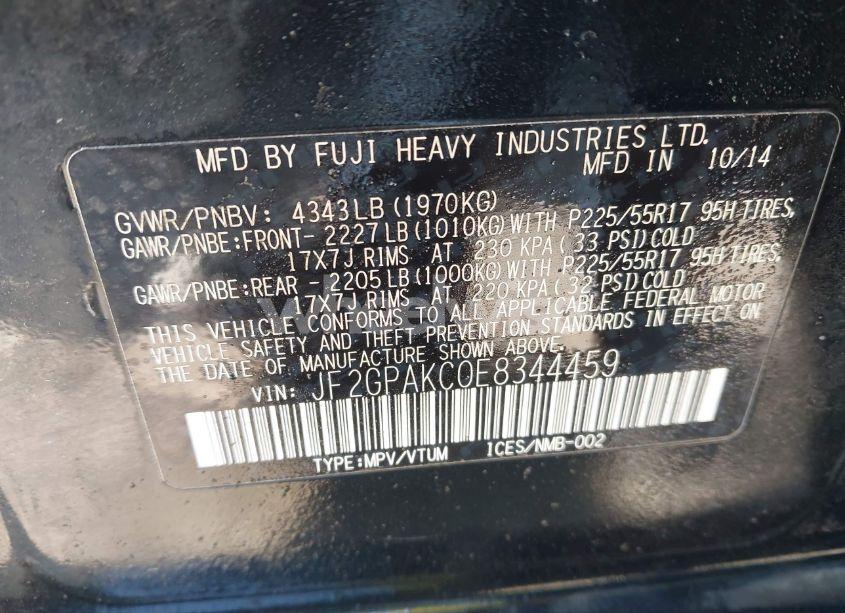 MFD BY FUJI HEAVY INDUSTRIES LTD.
MFD IN 10/14
GVWR/PNBV: 4343LB(1970KG)
GAWR/PNBE:FRONT- 2227LB(1010KG)WITH P225/55R17 95H TIRES,
17X7J RIMS AT 230 KPA(33 PSI)COLD
GAWR/PNBE:REAR - 2205LB(1000KG)WITH P225/55R17 95H TIRES,
17X7J RIMS AT 220 KPA(32 PSI)COLD
THIS VEHICLE CONFORMS TO ALL APPLICABLE FEDERAL MOTOR
VEHICLE SAFETY AND THEFT PREVENTION STANDARDS IN EFFECT ON
THE DATE OF MANUFACTURE SHOWN ABOVE.
VIN: JF2GPAKC0E8344459
TYPE:MPV/VTUM ICES/NMB-002